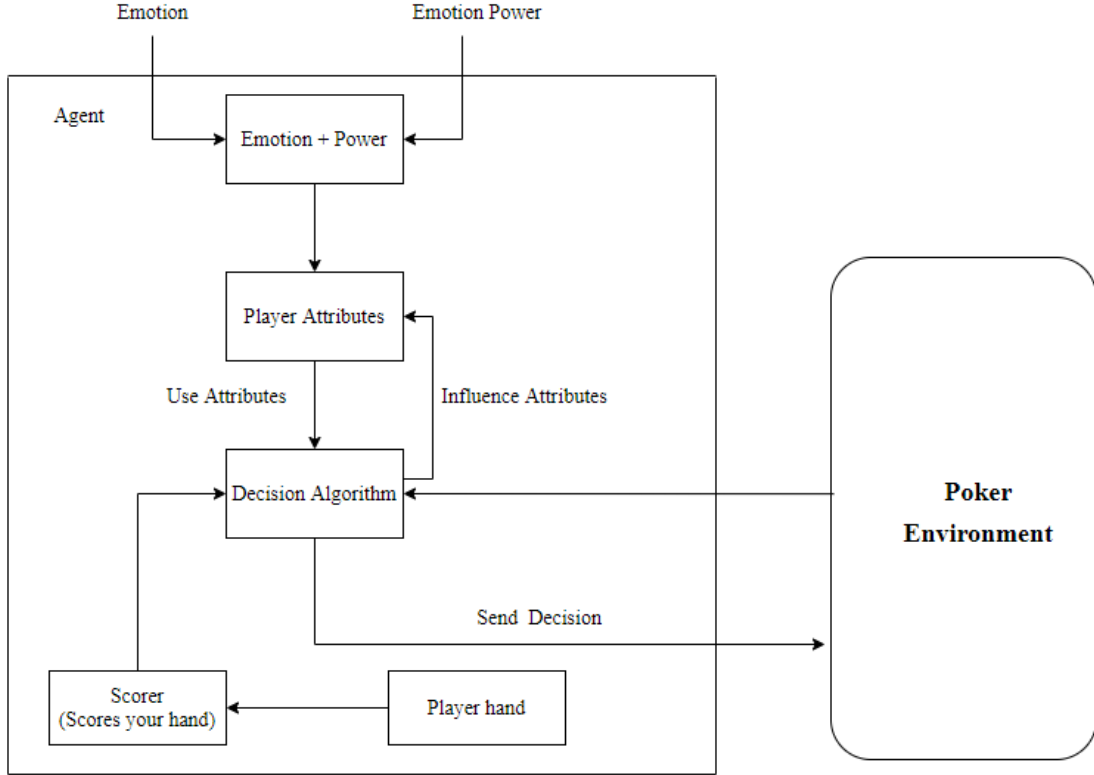 Emotion
Emotion Power
Agent
Emotion + Power
Player Attributes
Use Attributes
Influence Attributes
Decision Algorithm
Poker
Environment
Send Decision
Scorer
(Scores your hand)
Player hand